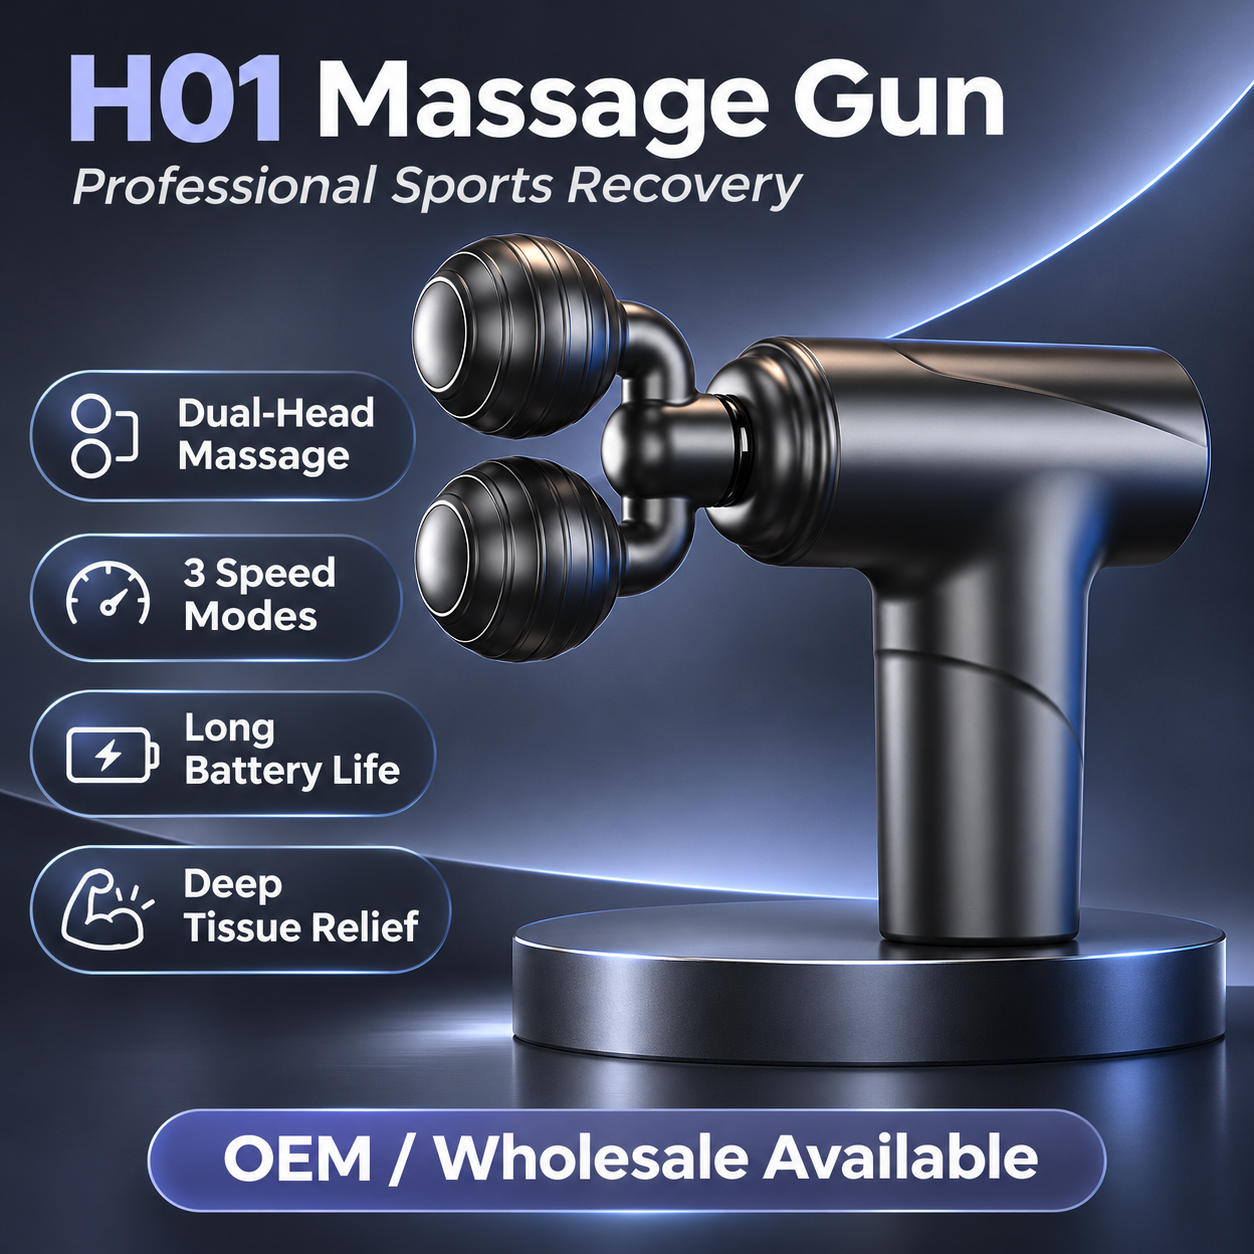 H01 Massage Gun
Professional Sports Recovery
Dual-Head
Massage
3 Speed
Modes
Long
Battery Life
Deep
Tissue Relief
OEM / Wholesale Available